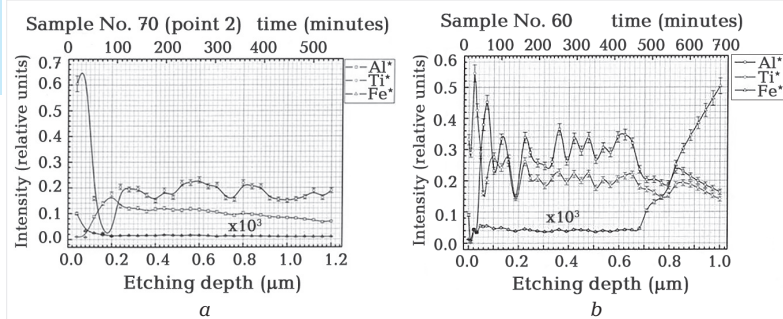 Sample No. 70 (point 2) time (minutes)
0 100 200 300 400 500
Intensity (relative units)
0.7
0.6
0.5
0.4
0.3
0.2
0.1
0.0
Al*
Ti*
Fe*
x10³
0.0 0.2 0.4 0.6 0.8 1.0 1.2
Etching depth (μm)
a
Sample No. 60 time (minutes)
0 50 100 200 250 300 450 500 600 700
Intensity (relative units)
0.6
0.5
0.4
0.3
0.2
0.1
0.0
Al*
Ti*
Fe*
x10³
0.0 0.2 0.4 0.6 0.8 1.0
Etching depth (μm)
b